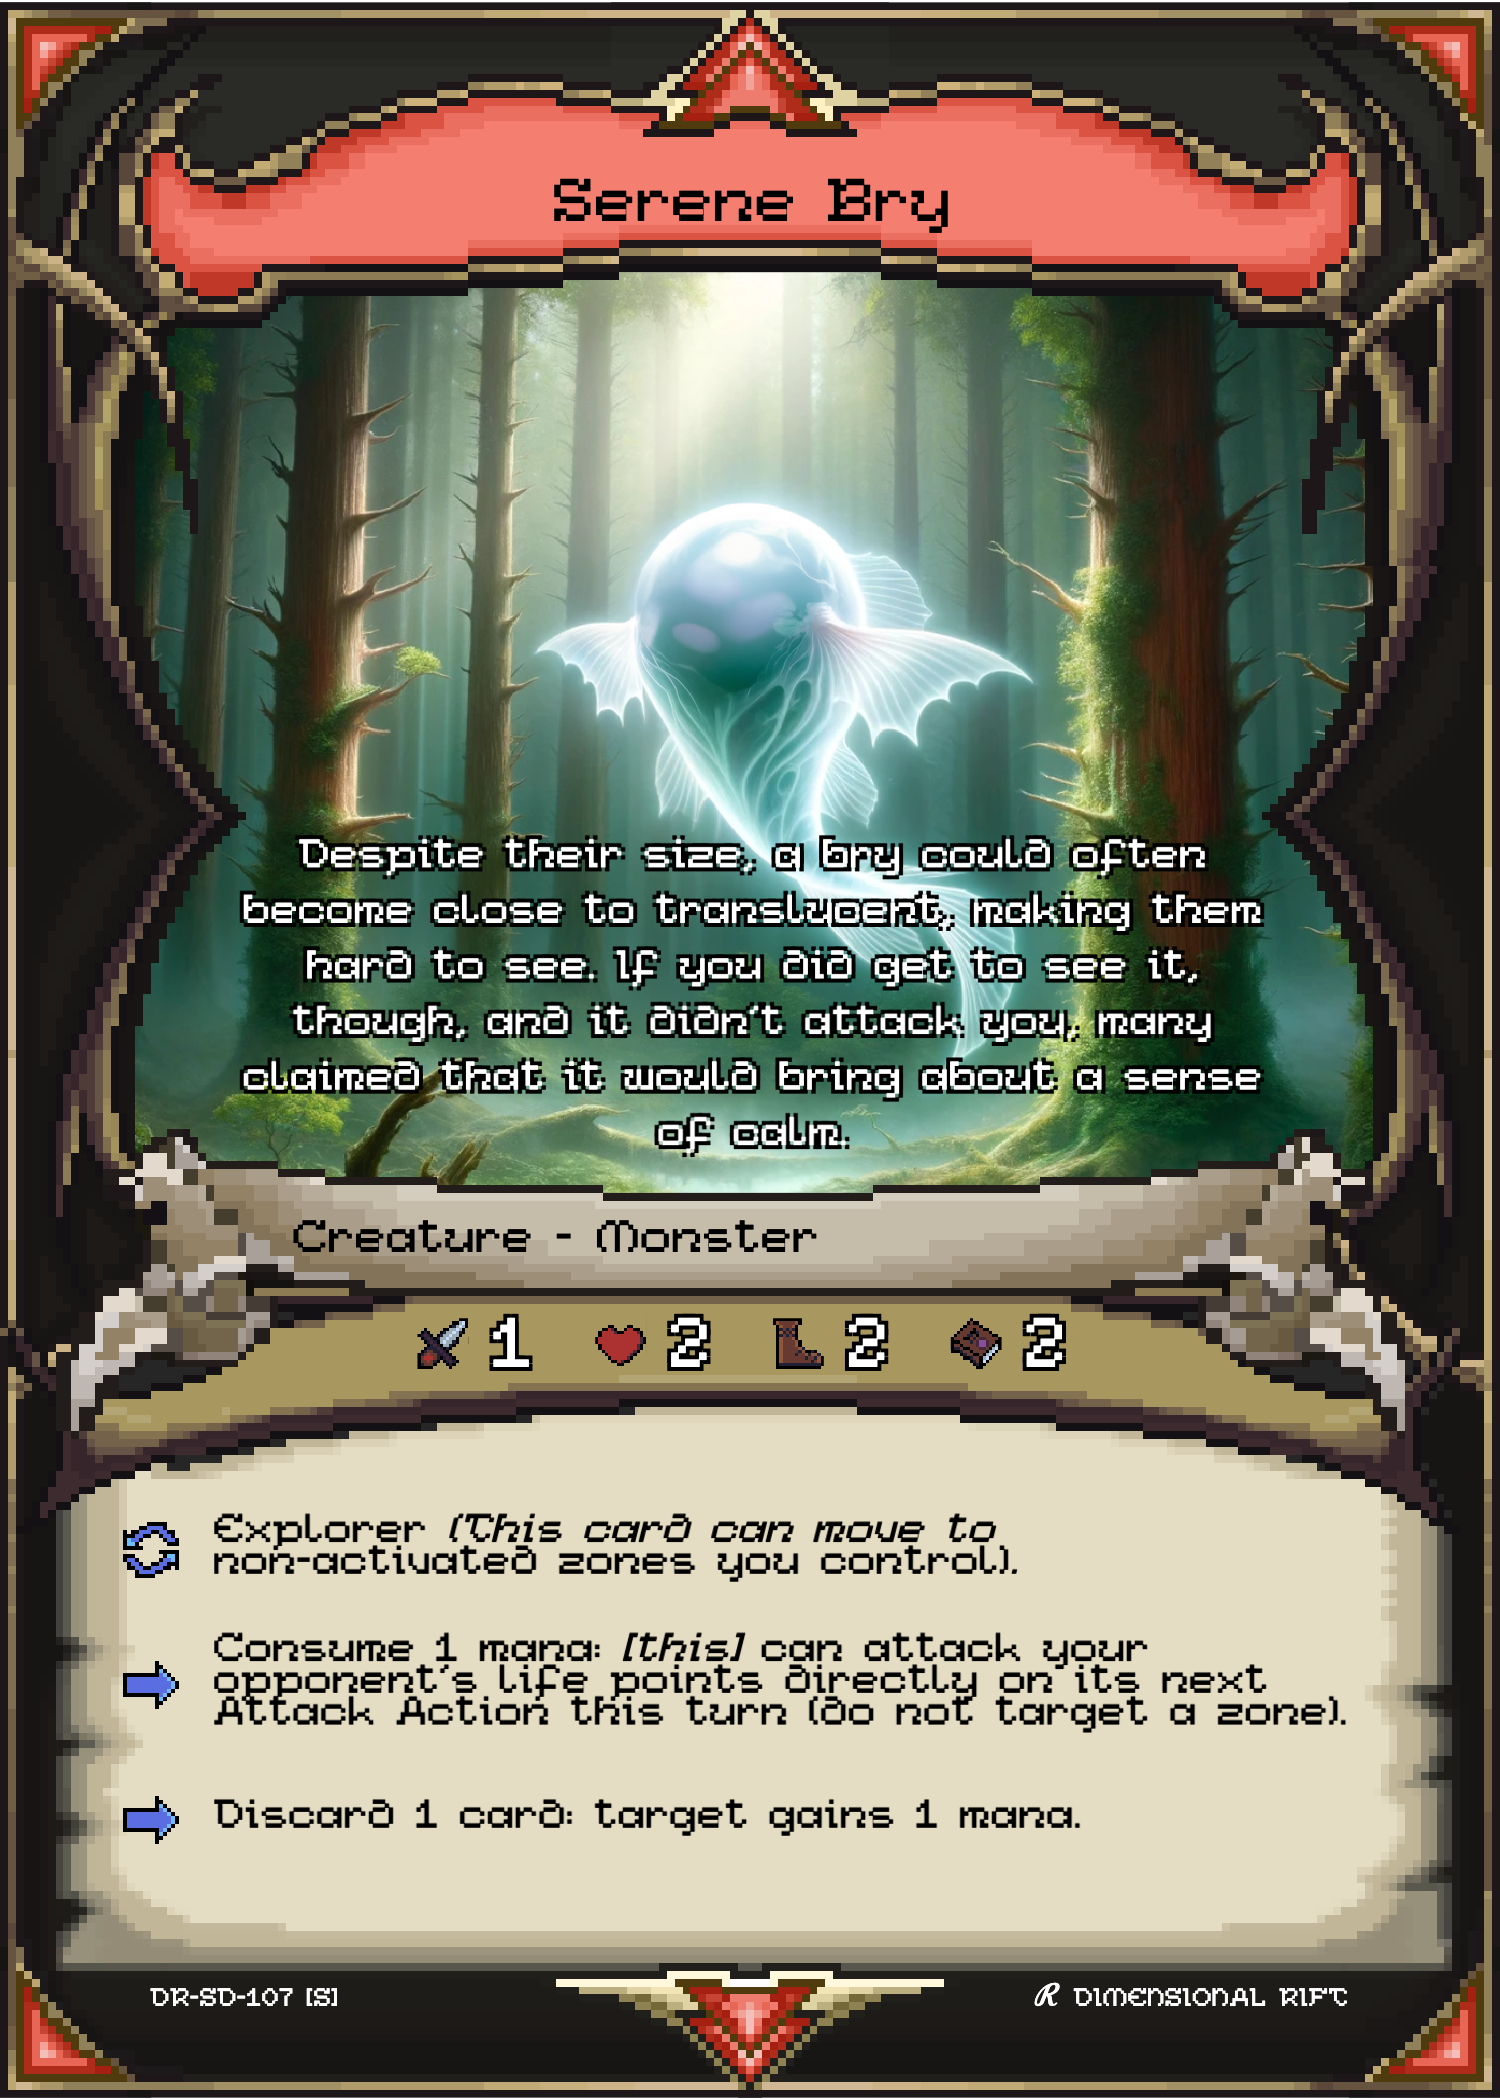 Serene Bry
Despite their size, a bry could often
become close to translucent, making them
hard to see. If you did get to see it,
though, and it didn't attack you, many
claimed that it would bring about a sense
of calm.
Creature - Monster
1 2 2 2
Explorer (This card can move to
non-activated zones you control).
Consume 1 mana: [this] can attack your
opponent's life points directly on its next
Attack Action this turn (do not target a zone).
Discard 1 card: target gains 1 mana.
DR-SD-107 [S]
R DIMENSIONAL RIFT